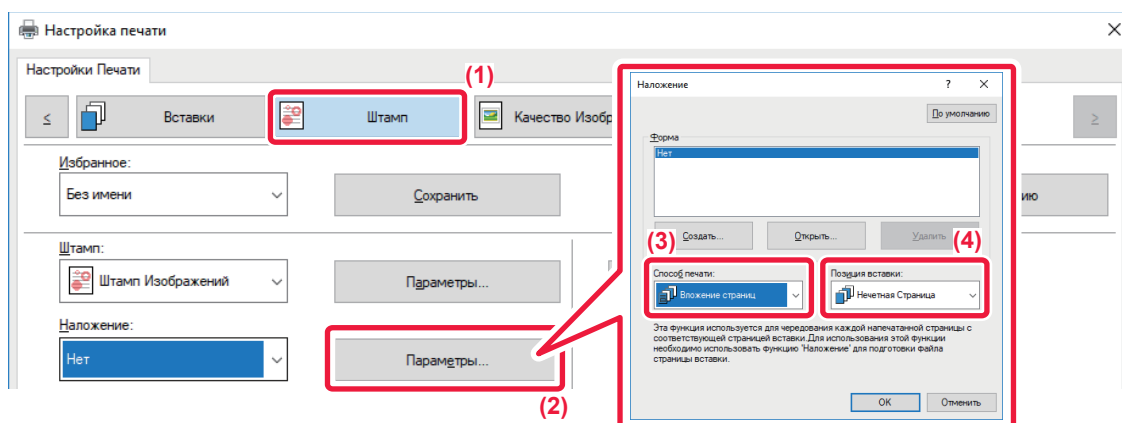 Настройка печати
Настройки Печати
(1)
≤
Вставки
Штамп
Качество Изобр
≥
Избранное:
Без имени
Сохранить
ию
Штамп:
Штамп Изображений
Параметры...
Наложение:
Нет
Параметры...
(2)
Наложение
?
По умолчанию
Форма
Нет
Создать...
Открыть...
Удалить
(3)
(4)
Способ печати:
Вложение страниц
Позиция вставки:
Нечетная Страница
Эта функция используется для чередования каждой напечатанной страницы с
соответствующей страницей вставки.Для использования этой функции
необходимо использовать функцию 'Наложение' для подготовки файла
страницы вставки.
OK
Отменить